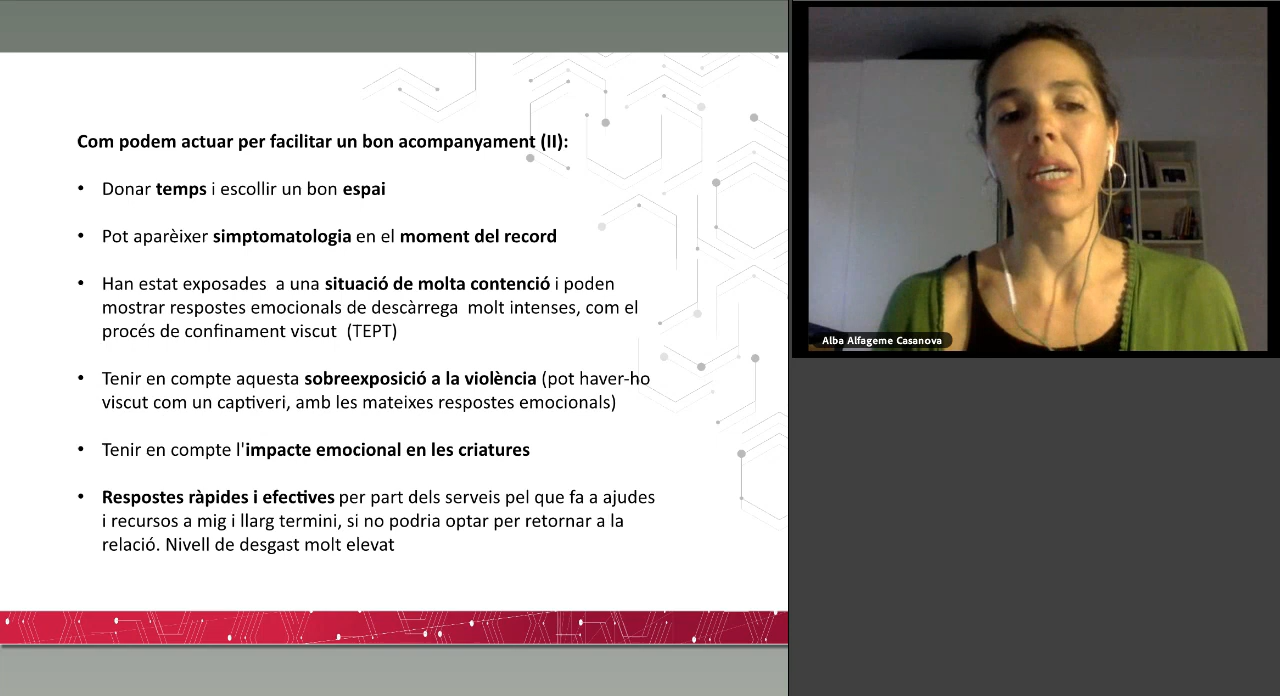 Com podem actuar per facilitar un bon acompanyament (II):
• Donar temps i escollir un bon espai
• Pot aparèixer simptomatologia en el moment del record
• Han estat exposades a una situació de molta contenció i poden
mostrar respostes emocionals de descàrrega molt intenses, com el
procés de confinament viscut (TEPT)
• Tenir en compte aquesta sobreexposició a la violència (pot haver-ho
viscut com un captiveri, amb les mateixes respostes emocionals)
• Tenir en compte l'impacte emocional en les criatures
• Respostes ràpides i efectives per part dels serveis pel que fa a ajudes
i recursos a mig i llarg termini, si no podria optar per retornar a la
relació. Nivell de desgast molt elevat
Alba Alfageme Casanova